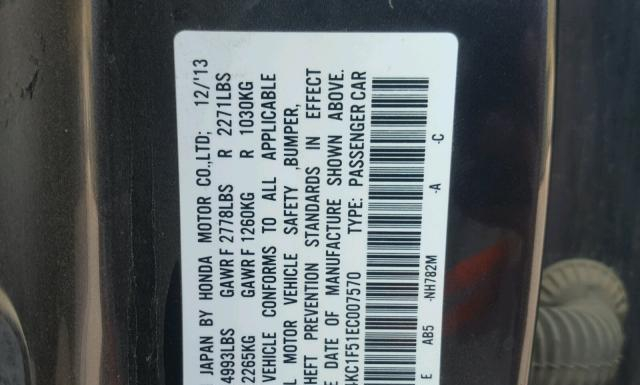 JAPAN BY HONDA MOTOR CO.,LTD; 12/'13
4993LBS GAWR F 2778LBS R 2271LBS
2265KG GAWR F 1260KG R 1030KG
VEHICLE CONFORMS TO ALL APPLICABLE
L MOTOR VEHICLE SAFETY ,BUMPER,
HEFT PREVENTION STANDARDS IN EFFECT
E DATE OF MANUFACTURE SHOWN ABOVE.
KC1F51EC007570 TYPE: PASSENGER CAR
E AB5 -NH782M -A -C